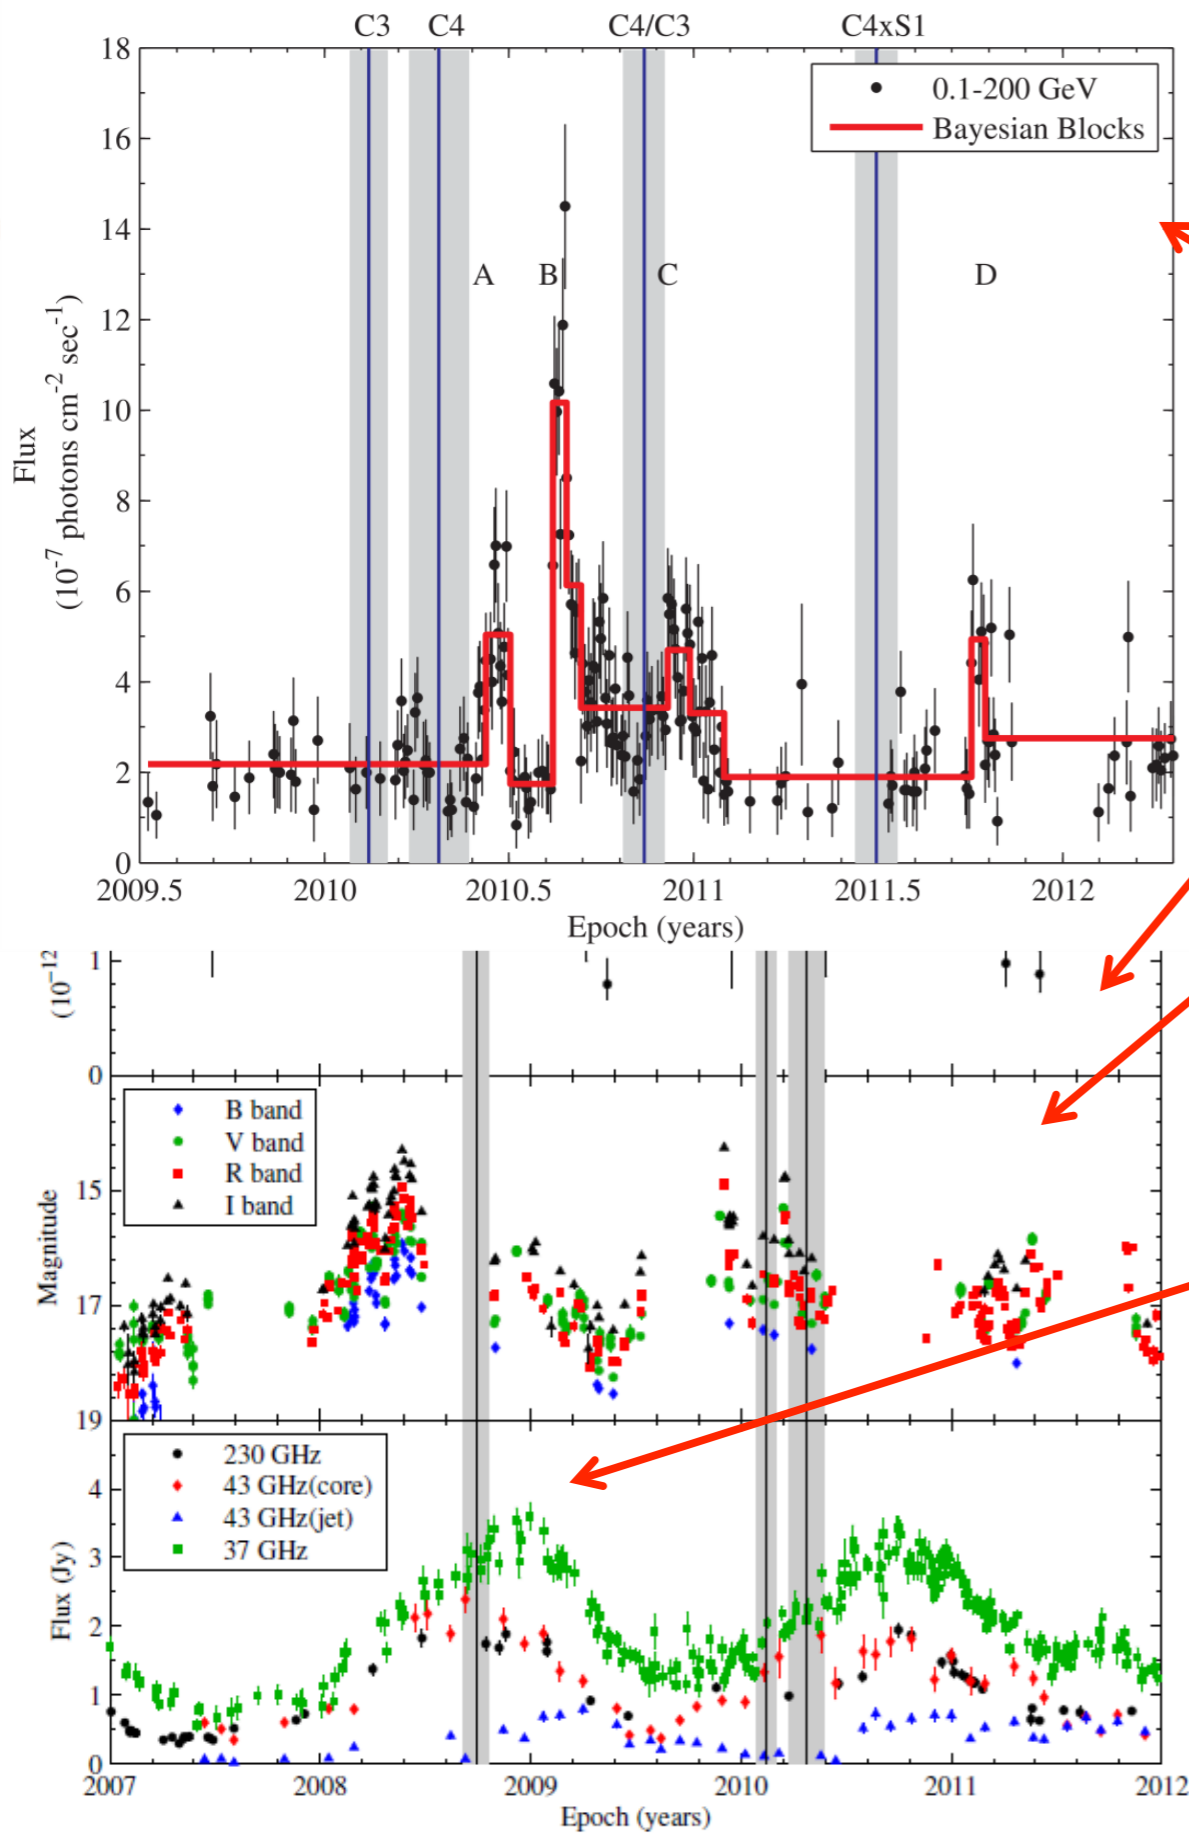 C3 C4 C4/C3 C4xS1
18
16
14
12
10
8
6
4
2
0
0.1-200 GeV
Bayesian Blocks
A B C D
Flux
(10⁻⁷ photons cm⁻² sec⁻¹)
2009.5 2010 2010.5 2011 2011.5 2012
Epoch (years)
(10⁻¹²
1
0
B band
V band
R band
I band
Magnitude
15
17
19
230 GHz
43 GHz(core)
43 GHz(jet)
37 GHz
Flux (Jy)
4
3
2
1
0
2007 2008 2009 2010 2011 2012
Epoch (years)